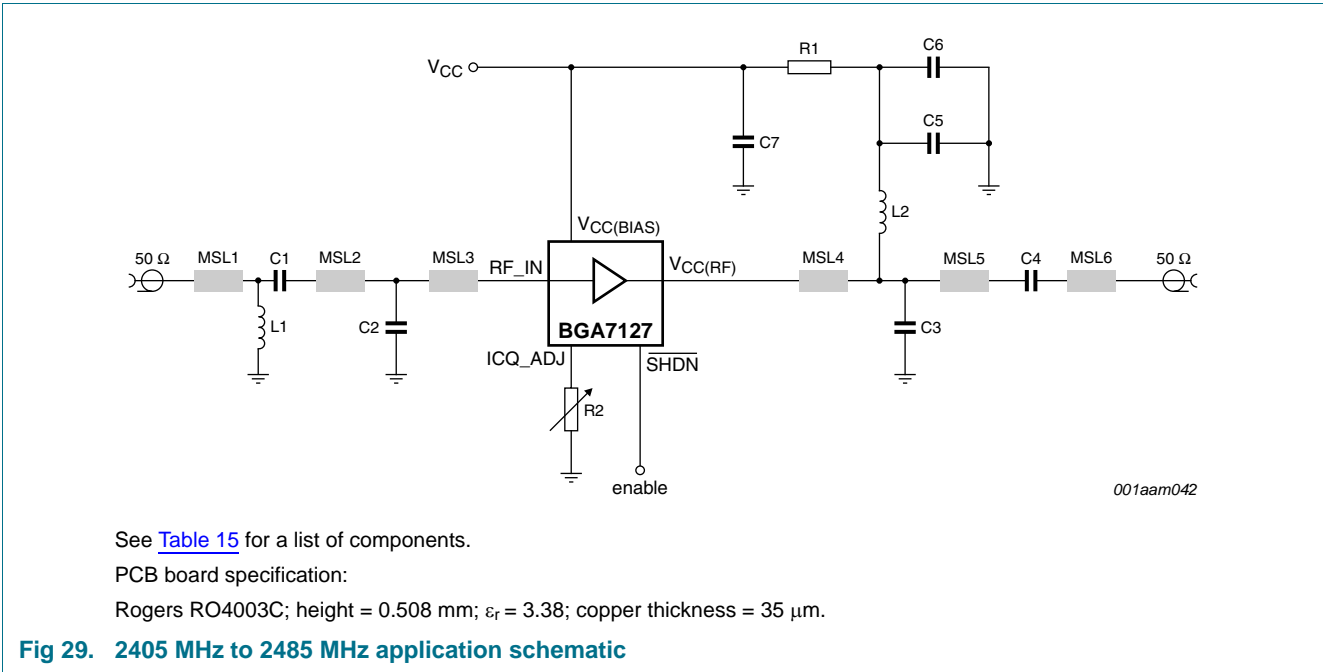 C6
R1
VCC
C5
C7
L2
VCC(BIAS)
50 Ω MSL1 C1 MSL2 MSL3 RF_IN VCC(RF) MSL4 MSL5 C4 MSL6 50 Ω
L1 C2 BGA7127 C3
ICQ_ADJ SHDN
R2
enable
001aam042
See Table 15 for a list of components.
PCB board specification:
Rogers RO4003C; height = 0.508 mm; εr = 3.38; copper thickness = 35 μm.
Fig 29. 2405 MHz to 2485 MHz application schematic